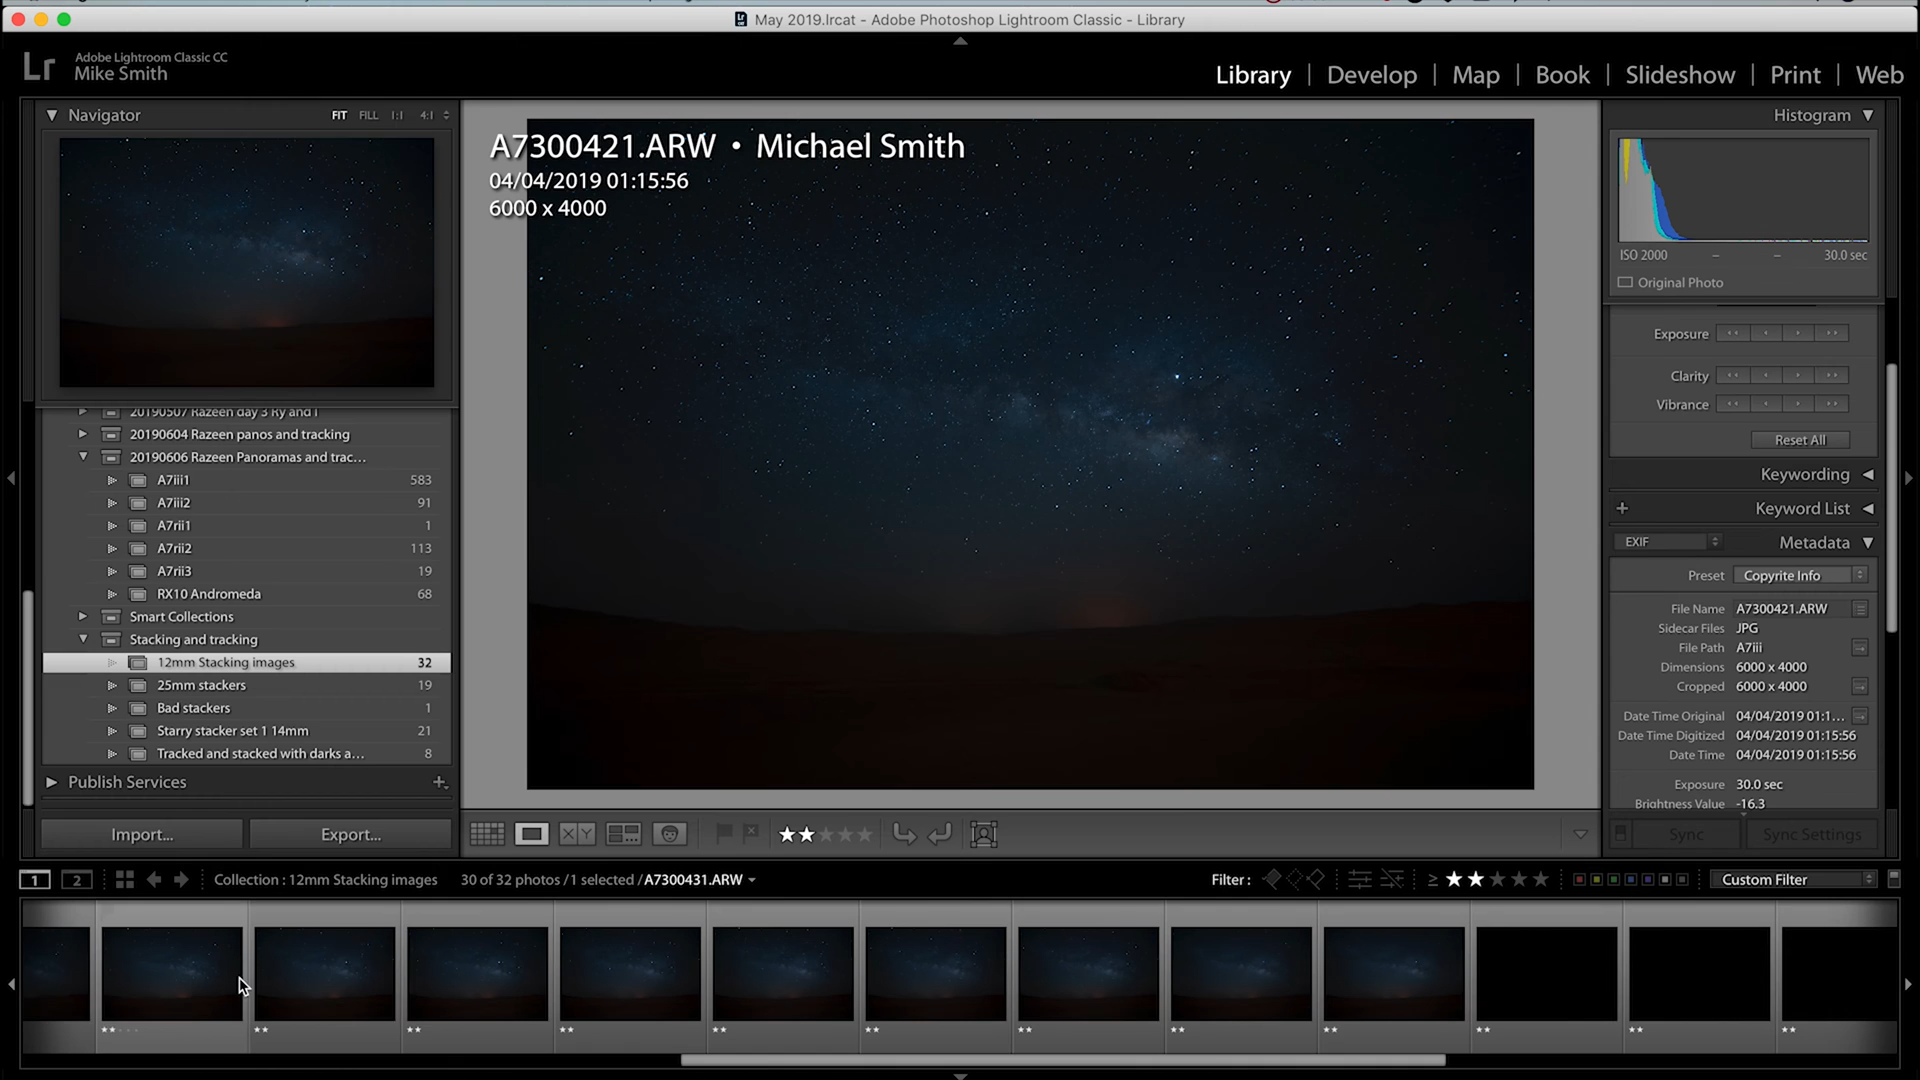 May 2019.lrcat - Adobe Photoshop Lightroom Classic - Library
Lr
Adobe Lightroom Classic CC
Mike Smith
Library | Develop | Map | Book | Slideshow | Print | Web
Navigator FIT FILL 1:1 4:1
A7300421.ARW • Michael Smith
04/04/2019 01:15:56
6000 x 4000
20190507 Razeen day 3 Ry and I
20190604 Razeen panos and tracking
20190606 Razeen Panoramas and trac...
A7iii1 583
A7iii2 91
A7rii1 1
A7rii2 113
A7rii3 19
RX10 Andromeda 68
Smart Collections
Stacking and tracking
12mm Stacking images 32
25mm stackers 19
Bad stackers 1
Starry stacker set 1 14mm 21
Tracked and stacked with darks a... 8
Publish Services +
Import... Export...
Histogram
ISO 2000 – – 30.0 sec
Original Photo
Exposure
Clarity
Vibrance
Reset All
Keywording
+ Keyword List
EXIF Metadata
Preset Copyrite Info
File Name A7300421.ARW
Sidecar Files JPG
File Path A7iii
Dimensions 6000 x 4000
Cropped 6000 x 4000
Date Time Original 04/04/2019 01:1...
Date Time Digitized 04/04/2019 01:15:56
Date Time 04/04/2019 01:15:56
Exposure 30.0 sec
Brightness Value -16.3
Sync Sync Settings
X Y ★★
1 2 Collection : 12mm Stacking images 30 of 32 photos /1 selected /A7300431.ARW Filter : ≥ ★★ Custom Filter